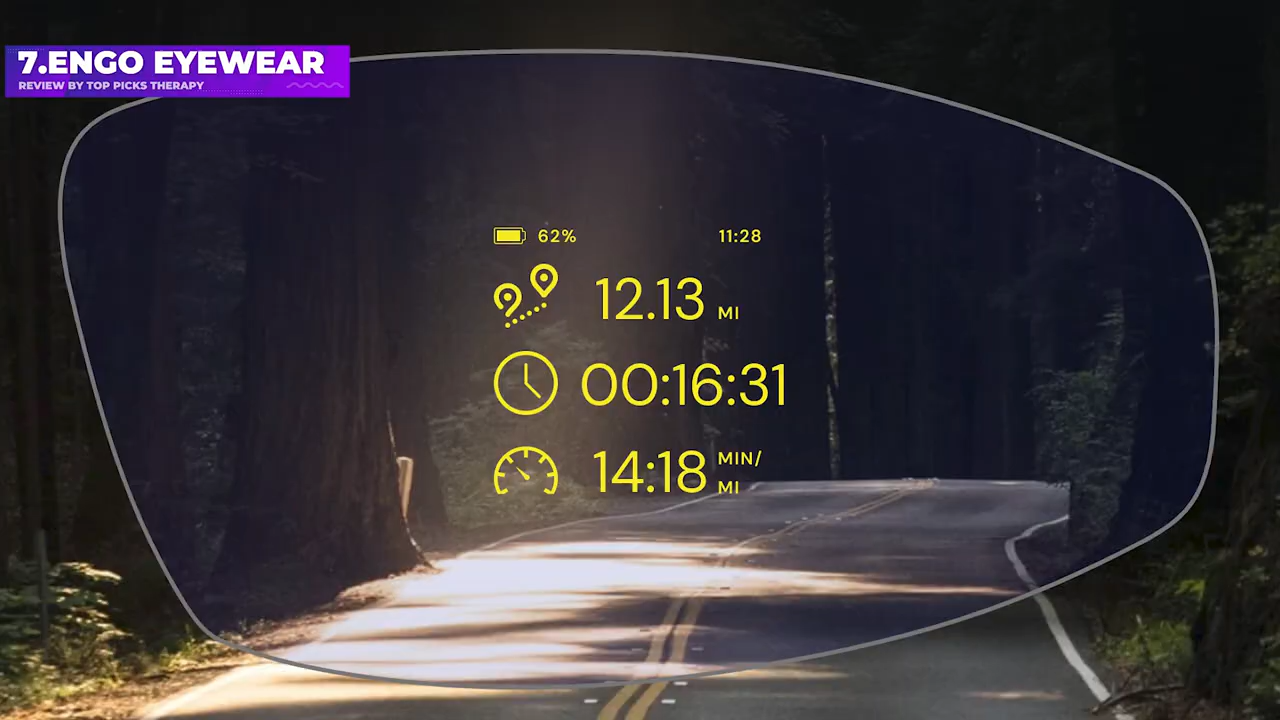 7.ENGO EYEWEAR
REVIEW BY TOP PICKS THERAPY
62% 11:28
12.13 MI
00:16:31
14:18 MIN/
MI